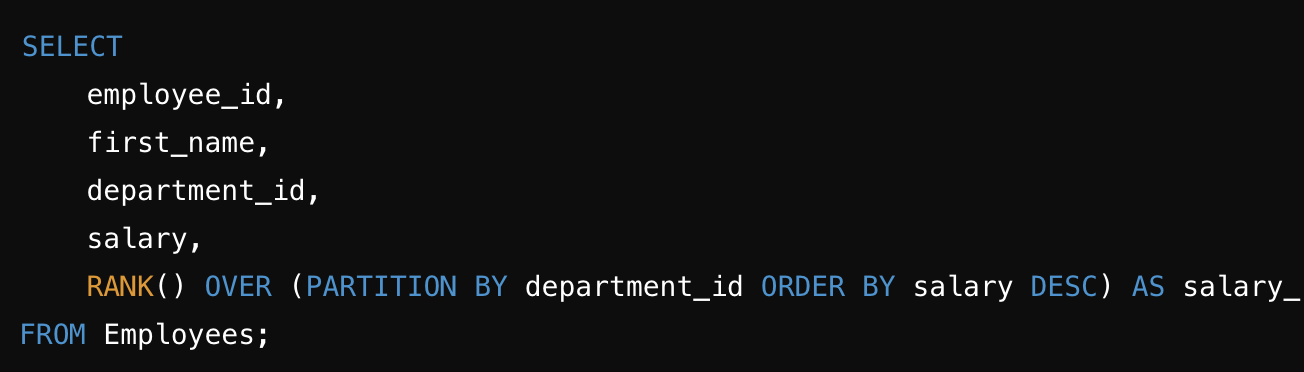 SELECT
employee_id,
first_name,
department_id,
salary,
RANK() OVER (PARTITION BY department_id ORDER BY salary DESC) AS salary_
FROM Employees;